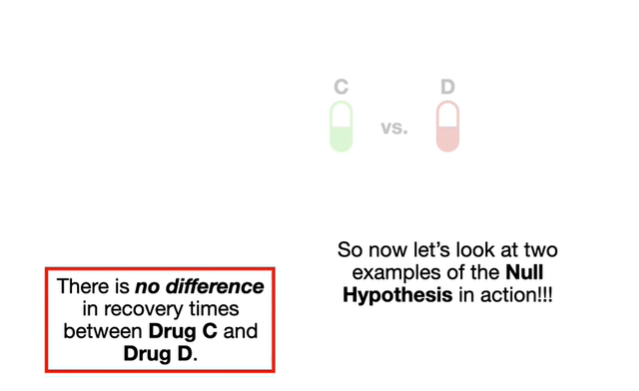 C D
vs.
So now let's look at two
examples of the Null
Hypothesis in action!!!
There is no difference
in recovery times
between Drug C and
Drug D.